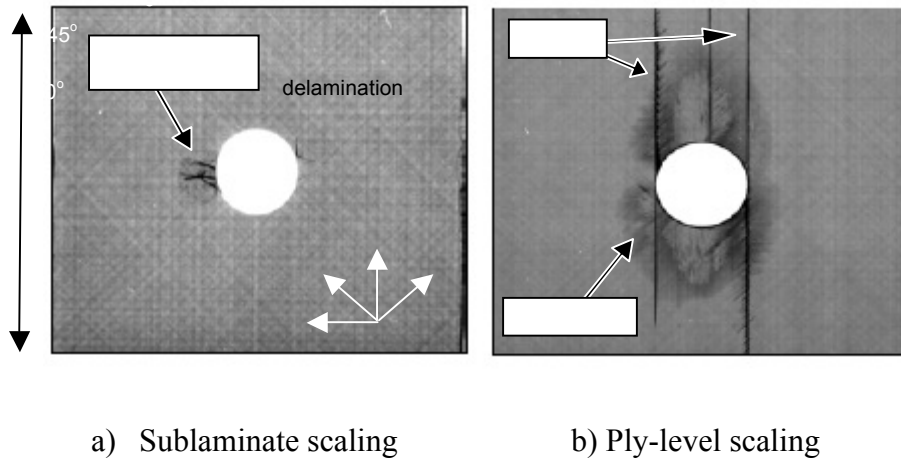 45°
0°
delamination
a) Sublaminate scaling
b) Ply-level scaling